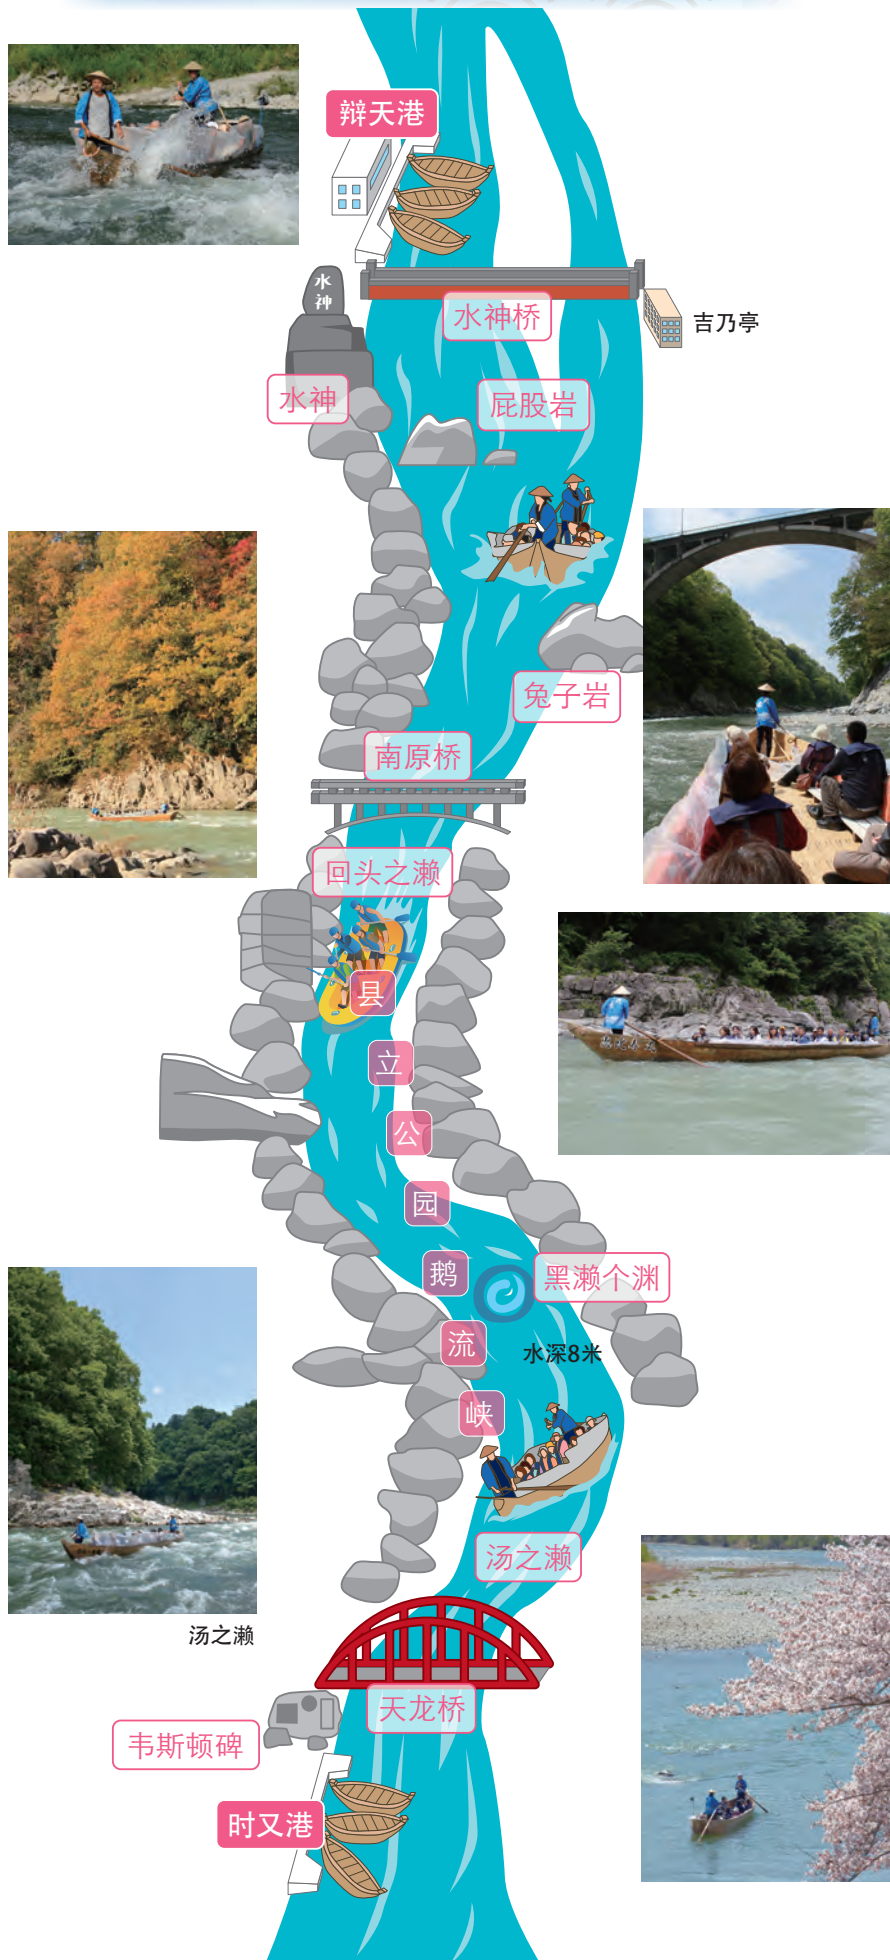 辩天港
水
神
水神桥
吉乃亭
水神
屁股岩
兔子岩
南原桥
回头之濑
县
立
公
园
鹅
流
峡
黑濑个渊
水深8米
汤之濑
汤之濑
天龙桥
韦斯顿碑
时又港